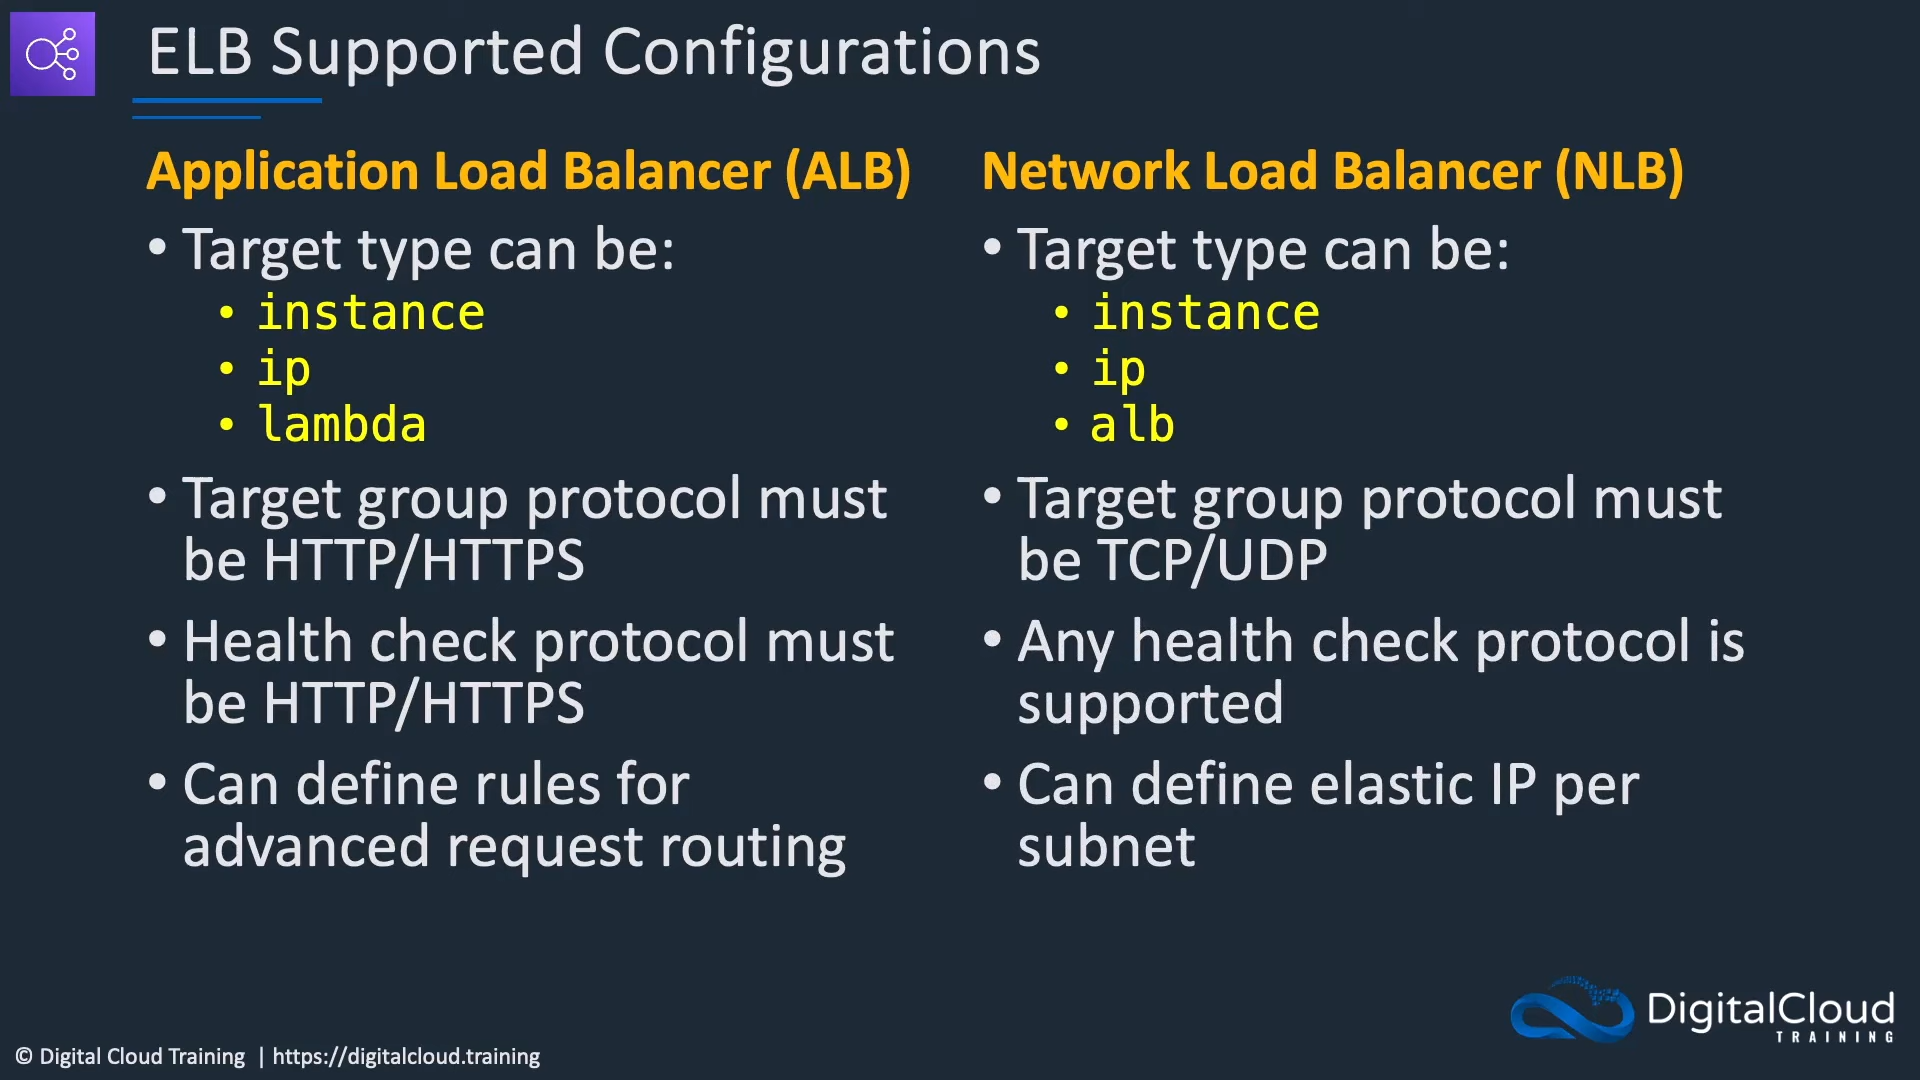 ELB Supported Configurations
Application Load Balancer (ALB)
• Target type can be:
• instance
• ip
• lambda
• Target group protocol must
be HTTP/HTTPS
• Health check protocol must
be HTTP/HTTPS
• Can define rules for
advanced request routing
Network Load Balancer (NLB)
• Target type can be:
• instance
• ip
• alb
• Target group protocol must
be TCP/UDP
• Any health check protocol is
supported
• Can define elastic IP per
subnet
DigitalCloud
TRAINING
© Digital Cloud Training | https://digitalcloud.training